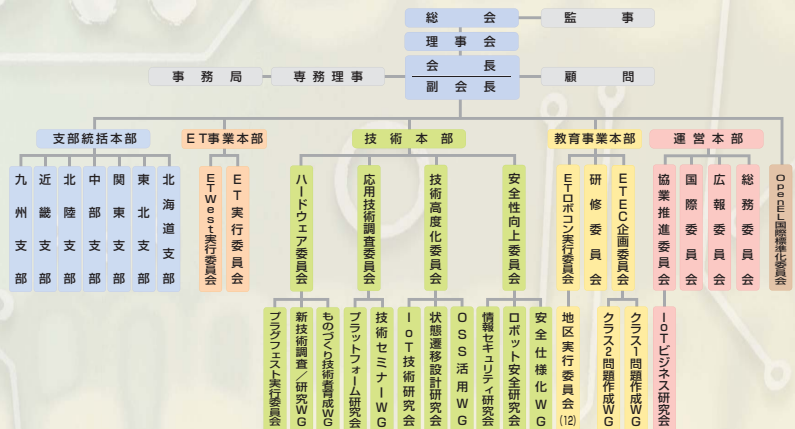 総会
監事
理事会
会長
副会長
事務局
専務理事
顧問
支部統括本部
ET事業本部
技術本部
教育事業本部
運営本部
九州支部
近畿支部
北陸支部
中部支部
関東支部
東北支部
北海道支部
ETWest実行委員会
ET実行委員会
ハードウェア委員会
応用技術調査委員会
技術高度化委員会
安全性向上委員会
ETロボコン実行委員会
研修委員会
ETEC企画委員会
協業推進委員会
国際委員会
広報委員会
総務委員会
OpenEL国際標準化委員会
プラグフェスト実行委員会
新技術調査/研究WG
ものづくり技術者育成WG
プラットフォーム研究会
技術セミナーWG
IoT技術研究会
状態遷移設計研究会
OSS活用WG
情報セキュリティ研究会
ロボット安全研究会
安全仕様化WG
地区実行委員会(12)
クラス2問題作成WG
クラス1問題作成WG
IoTビジネス研究会